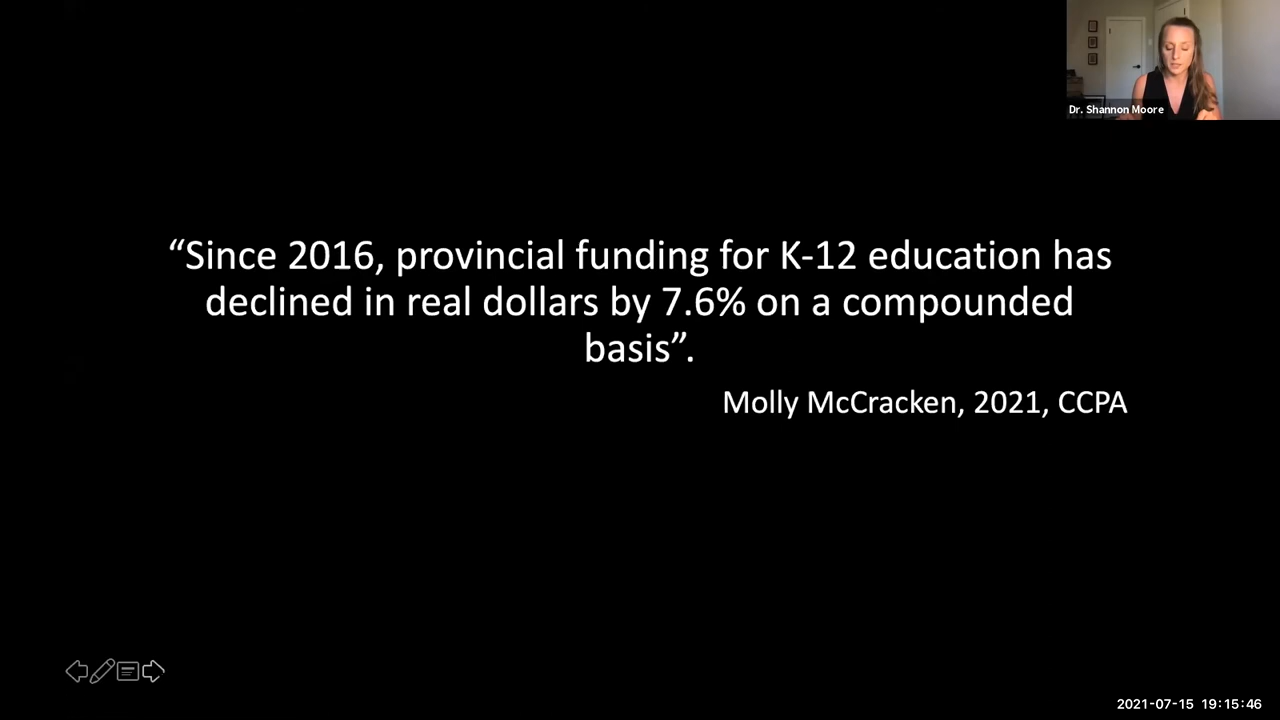 Dr. Shannon Moore
“Since 2016, provincial funding for K-12 education has
declined in real dollars by 7.6% on a compounded
basis”.
Molly McCracken, 2021, CCPA
2021-07-15 19:15:46